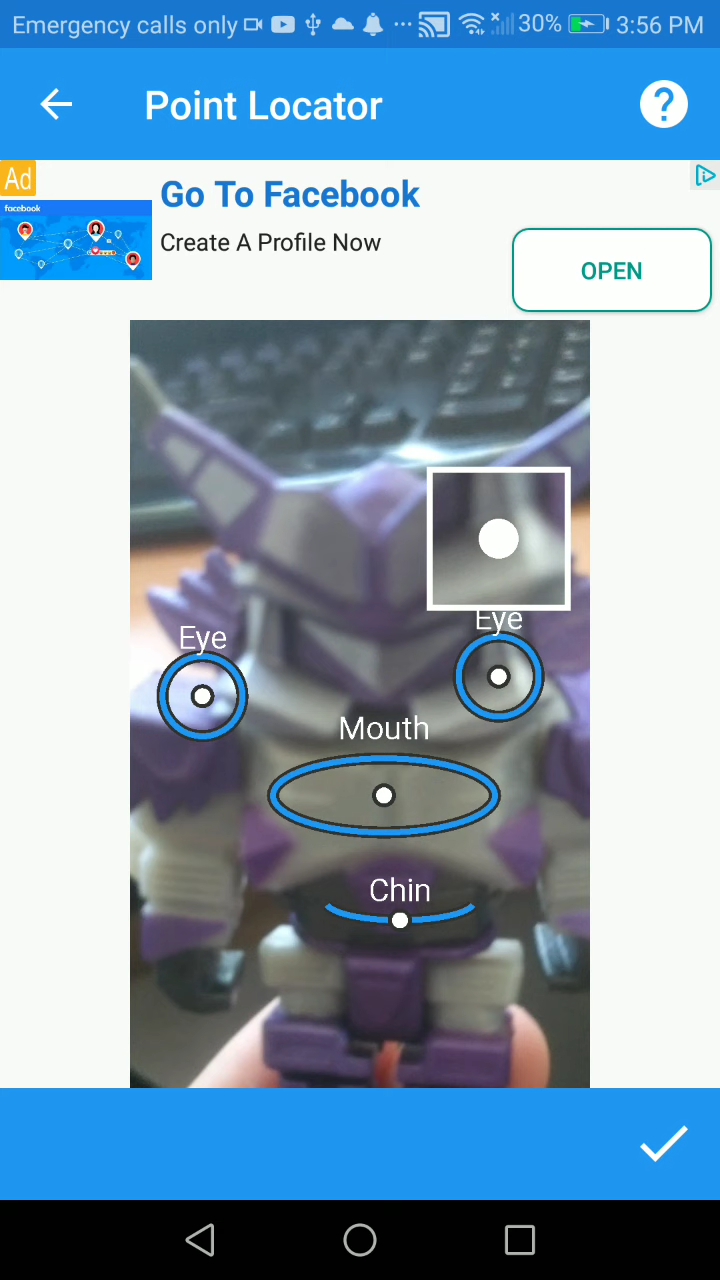 Emergency calls only ... 30% 3:56 PM
Point Locator ?
Ad
facebook
Go To Facebook
Create A Profile Now
OPEN
Eye
Eye
Mouth
Chin